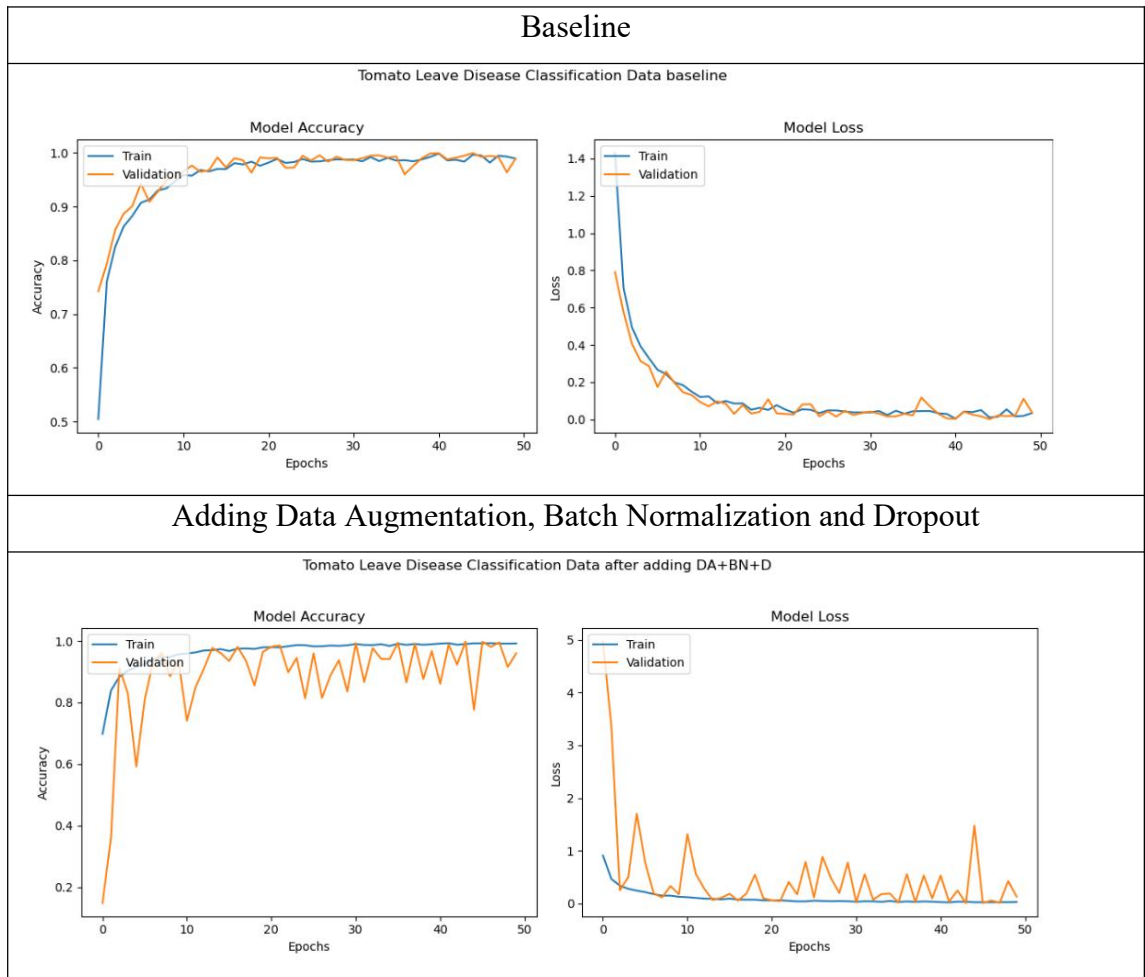 Baseline
Tomato Leave Disease Classification Data baseline
Model Accuracy
Train
Validation
1.0
0.9
0.8
0.7
0.6
0.5
Accuracy
0
10
20
30
40
50
Epochs
Model Loss
Train
Validation
1.4
1.2
1.0
0.8
0.6
0.4
0.2
0.0
Loss
0
10
20
30
40
50
Epochs
Adding Data Augmentation, Batch Normalization and Dropout
Tomato Leave Disease Classification Data after adding DA+BN+D
Model Accuracy
Train
Validation
1.0
0.8
0.6
0.4
0.2
Accuracy
0
10
20
30
40
50
Epochs
Model Loss
Train
Validation
5
4
3
2
1
0
Loss
0
10
20
30
40
50
Epochs